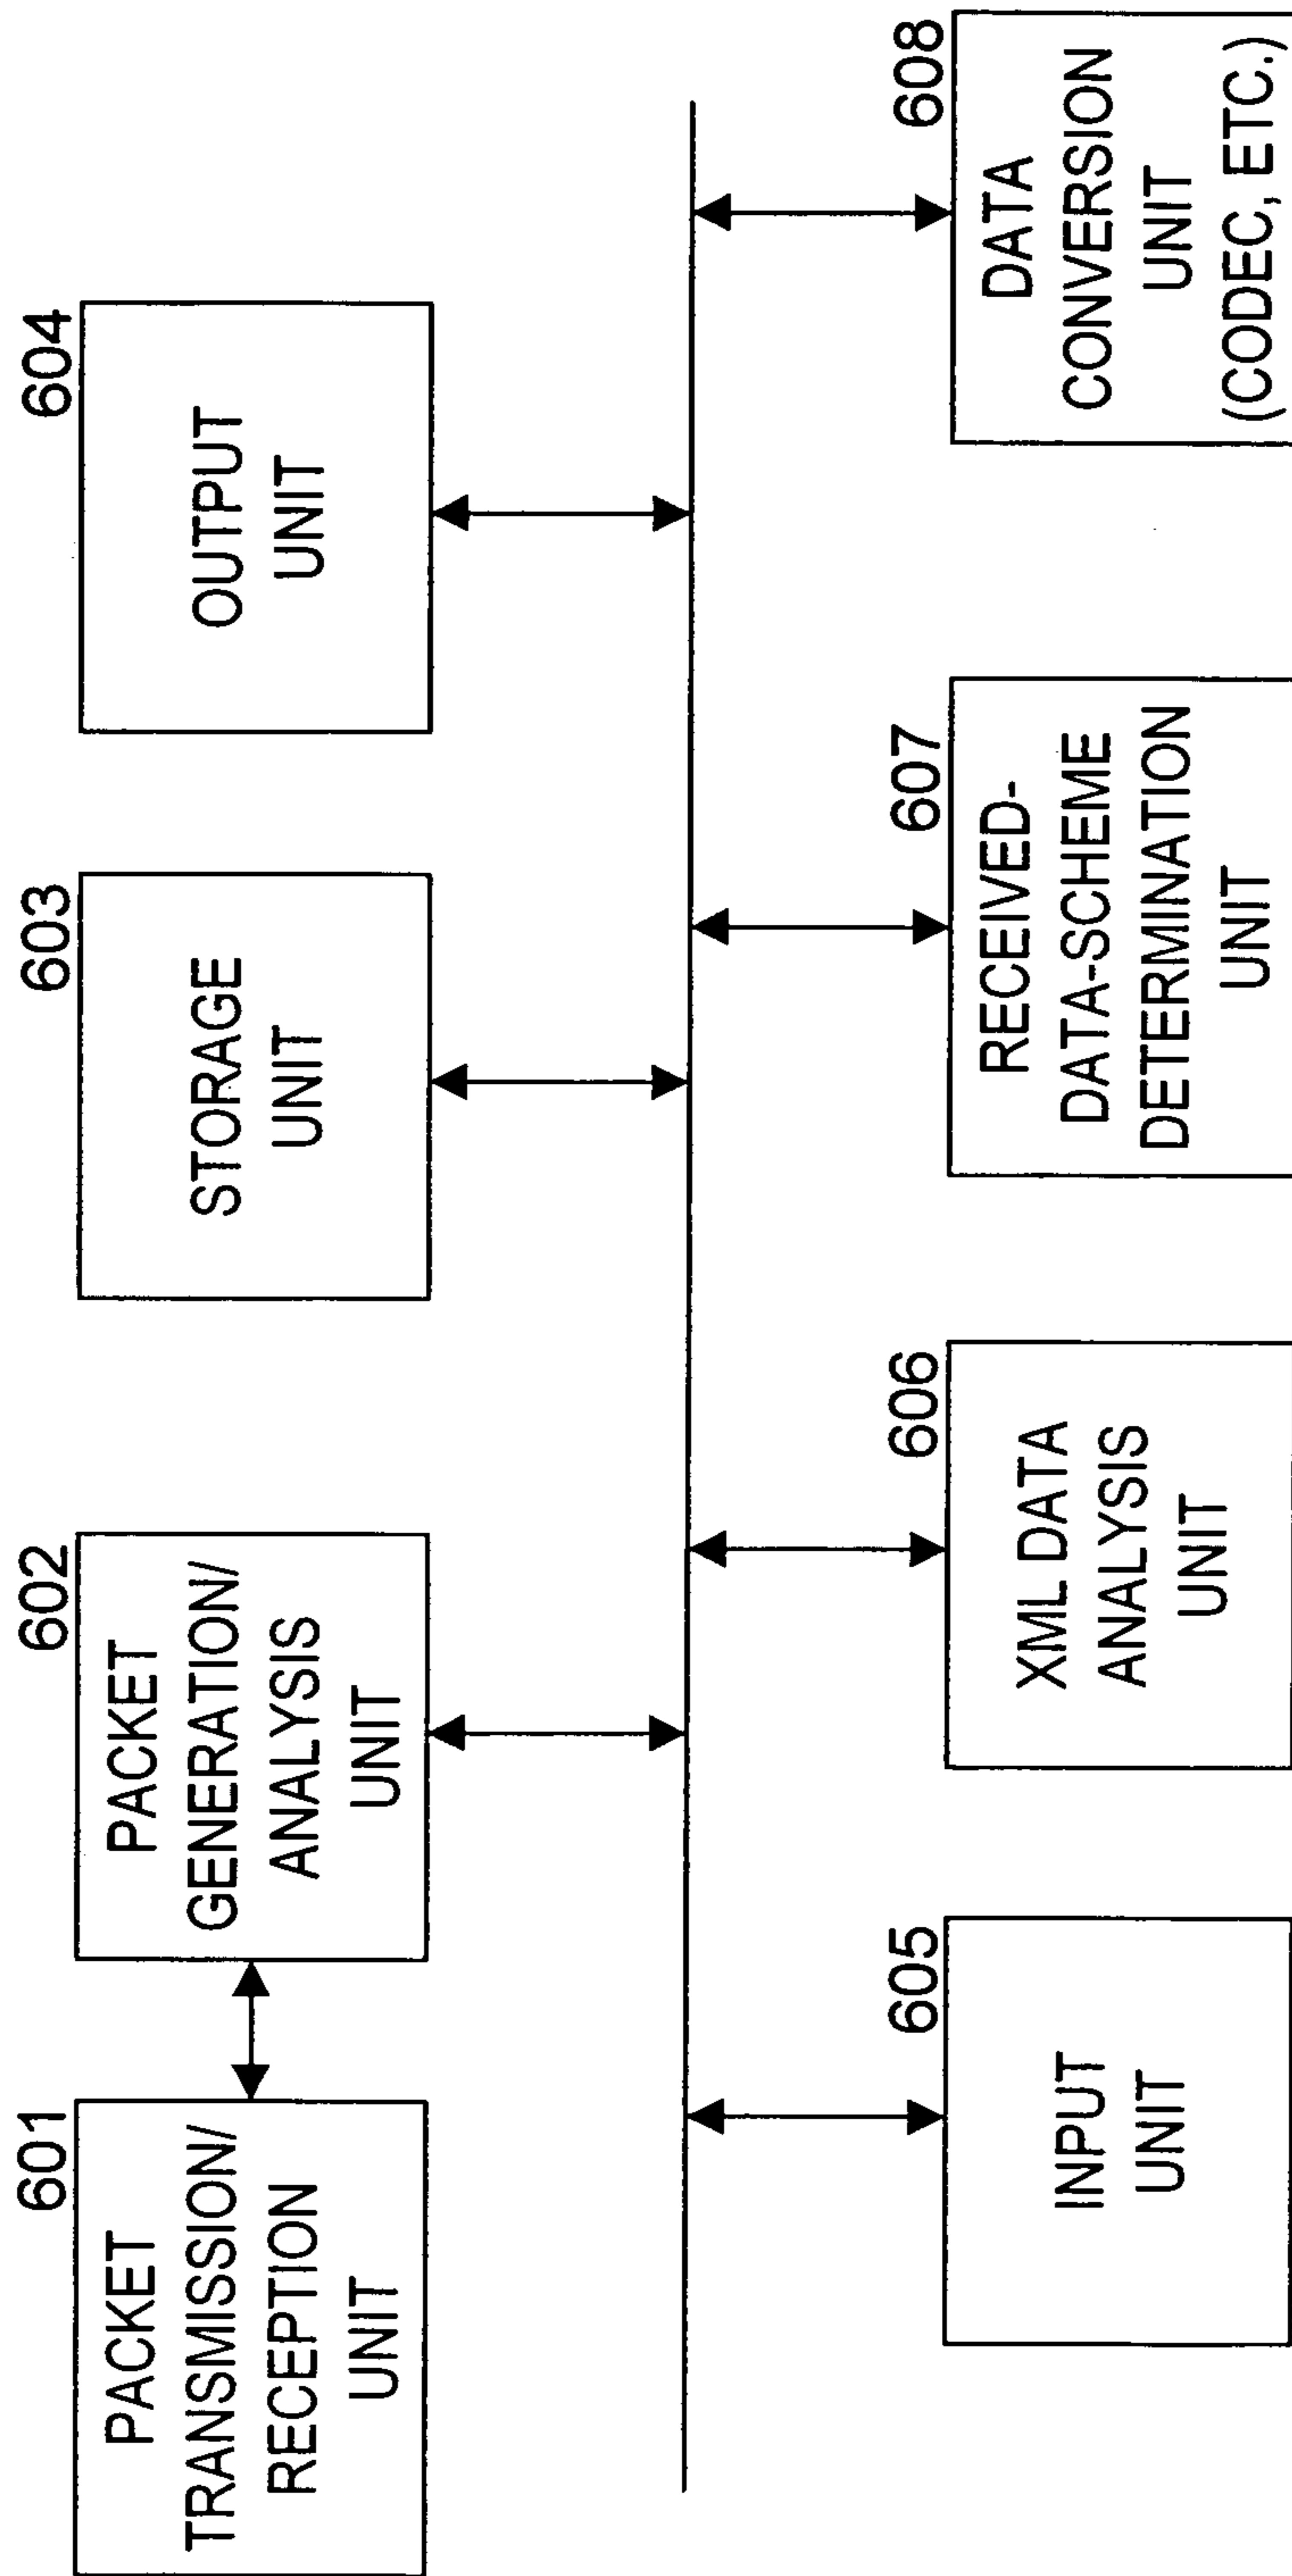 601
PACKET
TRANSMISSION/
RECEPTION
UNIT
602
PACKET
GENERATION/
ANALYSIS
UNIT
603
STORAGE
UNIT
604
OUTPUT
UNIT
605
INPUT
UNIT
606
XML DATA
ANALYSIS
UNIT
607
RECEIVED-
DATA-SCHEME
DETERMINATION
UNIT
608
DATA
CONVERSION
UNIT
(CODEC, ETC.)